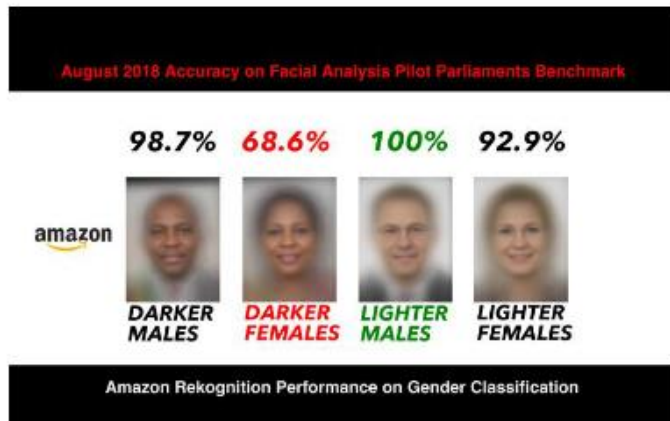 August 2018 Accuracy on Facial Analysis Pilot Parliaments Benchmark
98.7% 68.6% 100% 92.9%
amazon
DARKER MALES
DARKER FEMALES
LIGHTER MALES
LIGHTER FEMALES
Amazon Rekognition Performance on Gender Classification